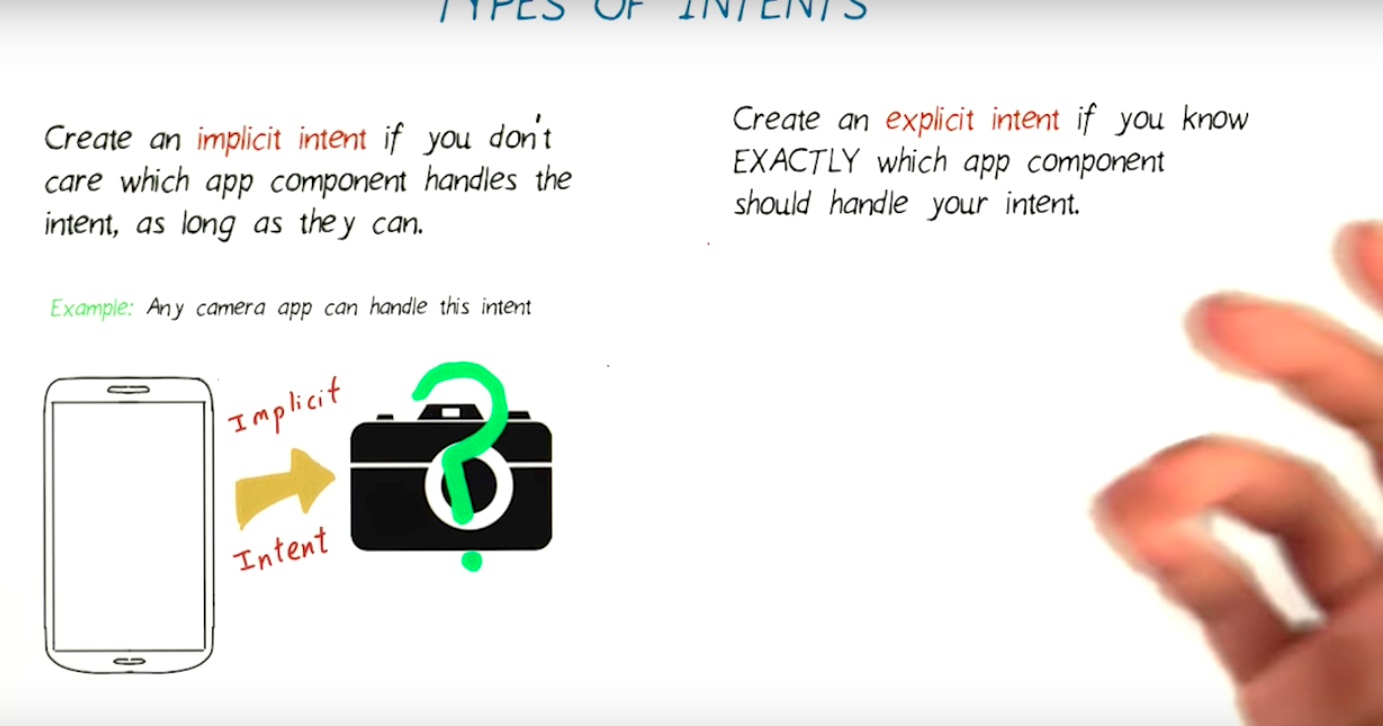 TYPES OF INTENTS
Create an implicit intent if you don't
care which app component handles the
intent, as long as they can.
Example: Any camera app can handle this intent
Implicit
Intent
Create an explicit intent if you know
EXACTLY which app component
should handle your intent.